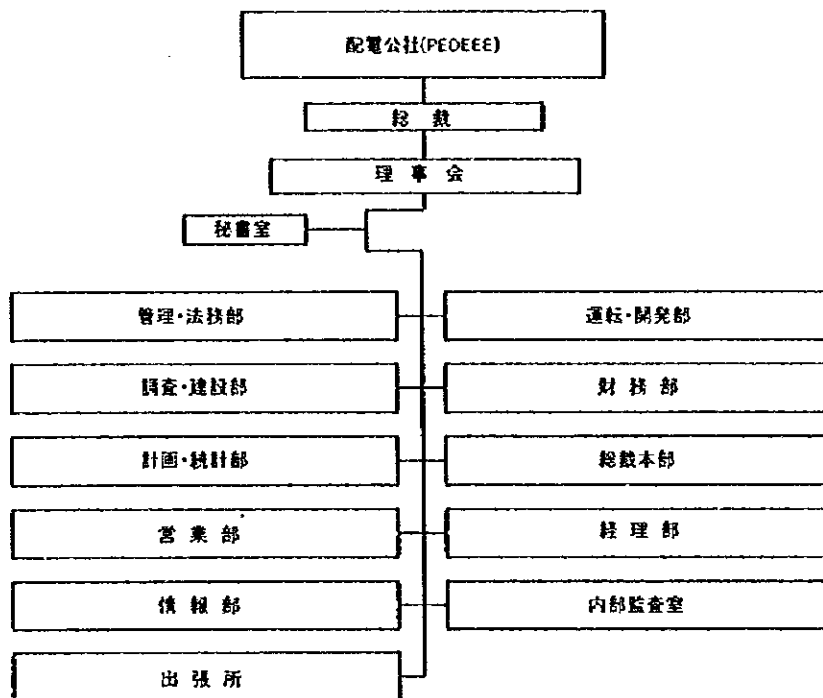 配電公社(PEDEEE)
総裁
理事会
秘書室
管理・法務部
運転・開発部
調査・建設部
財務部
計画・統計部
総裁本部
営業部
経理部
情報部
内部監査室
出張所